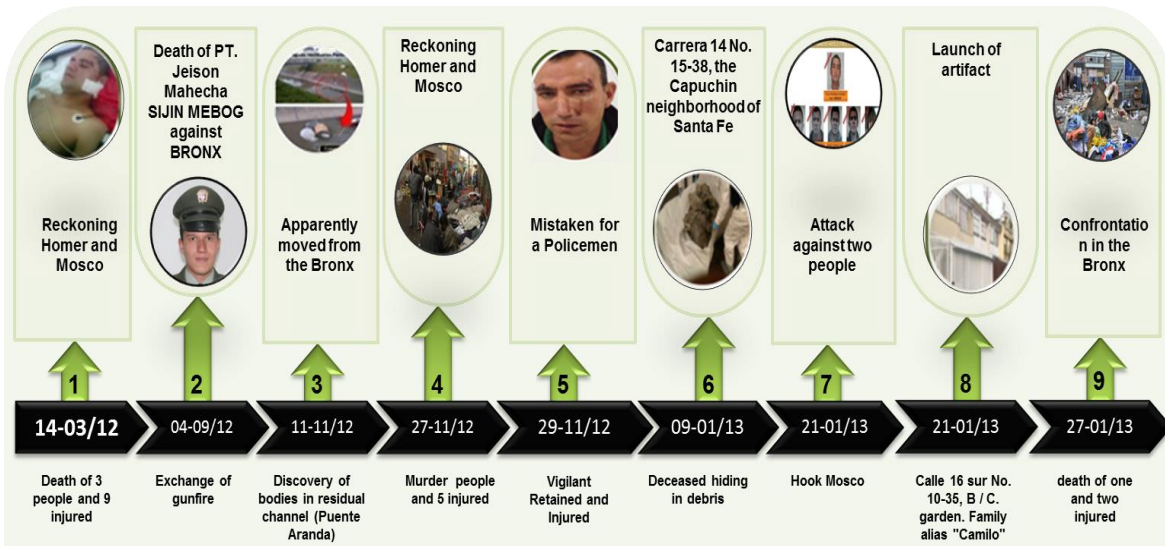 Reckoning
Homer and
Mosco
Death of PT.
Jeison
Mahecha
SIJIN MEBOG
against
BRONX
Apparently
moved from
the Bronx
Reckoning
Homer and
Mosco
Mistaken for
a Policemen
Carrera 14 No.
15-38, the
Capuchin
neighborhood of
Santa Fe
Attack
against two
people
Launch of
artifact
Confrontatio
n in the
Bronx
1
2
3
4
5
6
7
8
9
14-03/12
04-09/12
11-11/12
27-11/12
29-11/12
09-01/13
21-01/13
21-01/13
27-01/13
Death of 3
people and 9
injured
Exchange of
gunfire
Discovery of
bodies in residual
channel (Puente
Aranda)
Murder people
and 5 injured
Vigilant
Retained and
Injured
Deceased hiding
in debris
Hook Mosco
Calle 16 sur No.
10-35, B / C.
garden. Family
alias "Camilo"
death of one
and two
injured